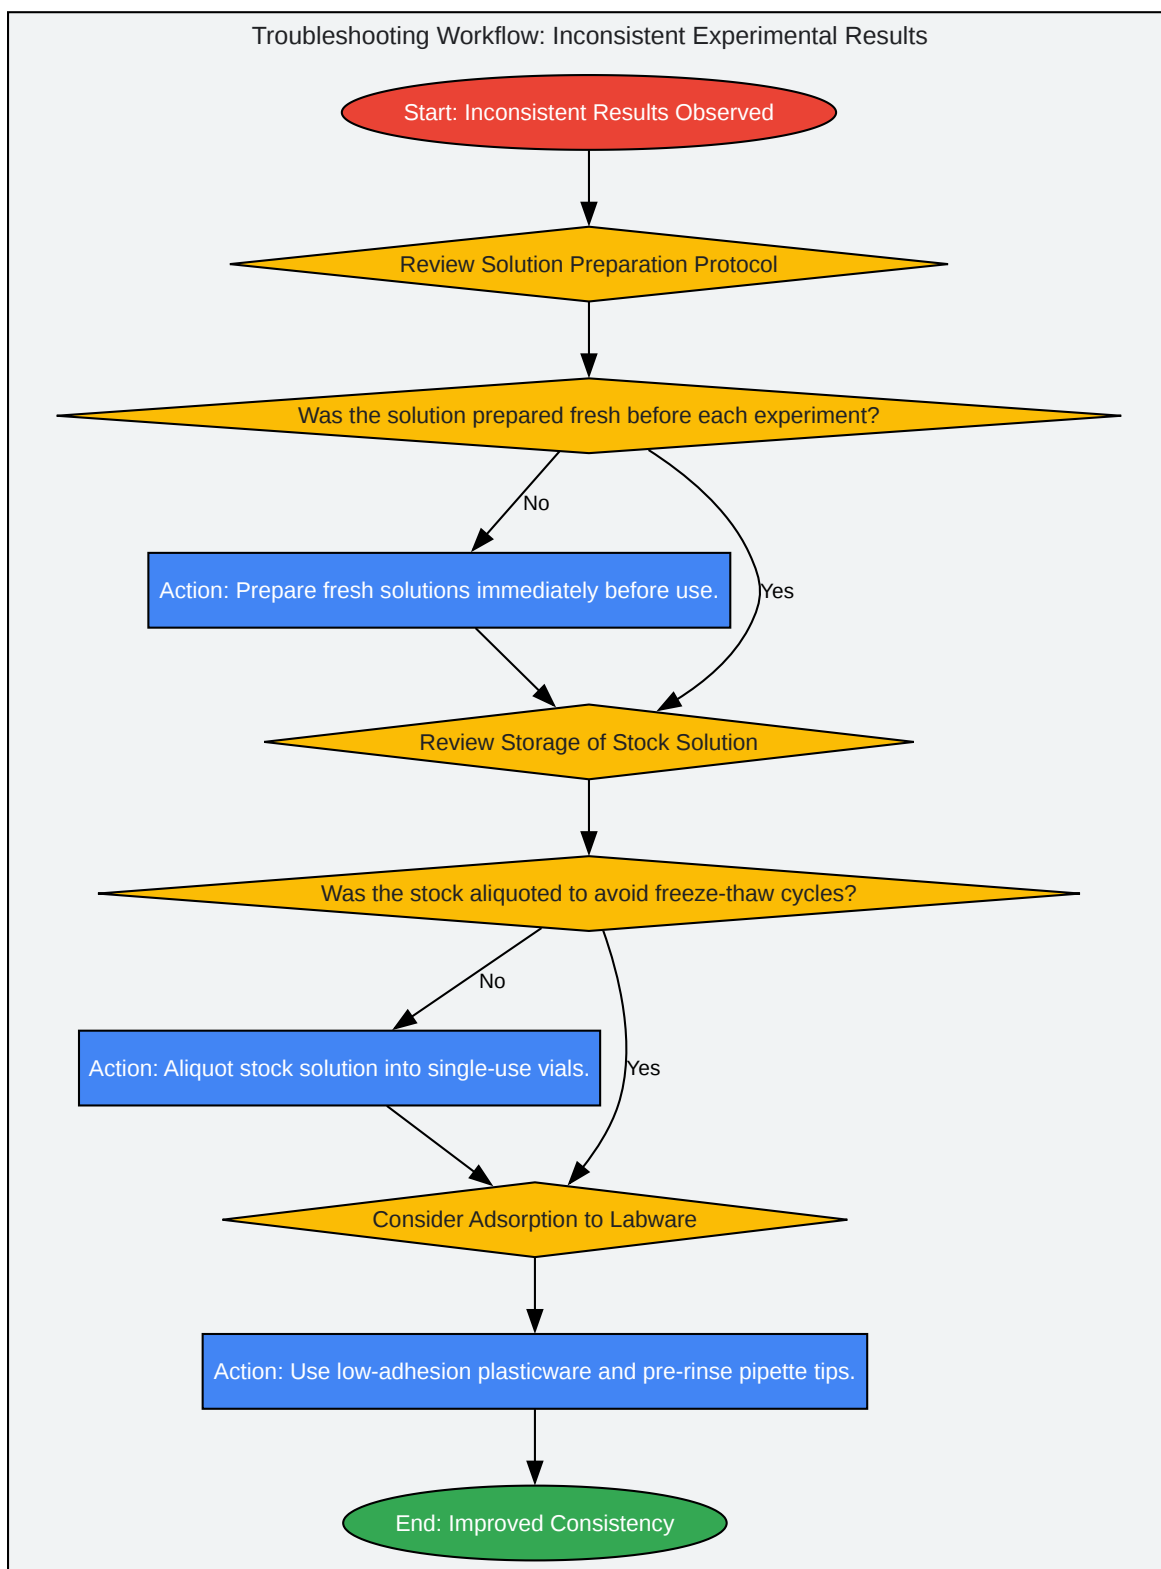 Troubleshooting Workflow: Inconsistent Experimental Results
Start: Inconsistent Results Observed
Review Solution Preparation Protocol
Was the solution prepared fresh before each experiment?
No
Action: Prepare fresh solutions immediately before use.
Yes
Review Storage of Stock Solution
Was the stock aliquoted to avoid freeze-thaw cycles?
No
Action: Aliquot stock solution into single-use vials.
Yes
Consider Adsorption to Labware
Action: Use low-adhesion plasticware and pre-rinse pipette tips.
End: Improved Consistency